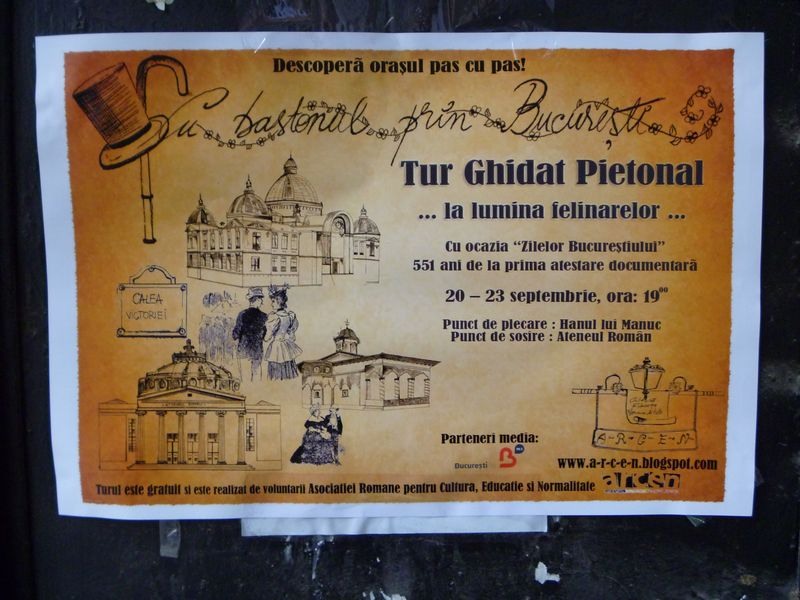 Descoperă orașul pas cu pas!
Cu bastonul prin București
Tur Ghidat Pietonal
... la lumina felinarelor ...
Cu ocazia “Zilelor Bucureștiului”
551 ani de la prima atestare documentară
20 – 23 septembrie, ora: 19⁰⁰
Punct de plecare : Hanul lui Manuc
Punct de sosire : Ateneul Român
CALEA
VICTORIEI
A-R-C-E-N
Parteneri media:
București
www.a-r-c-e-n.blogspot.com
Turul este gratuit si este realizat de voluntarii Asociatiei Romane pentru Cultura, Educatie si Normalitate
arcen